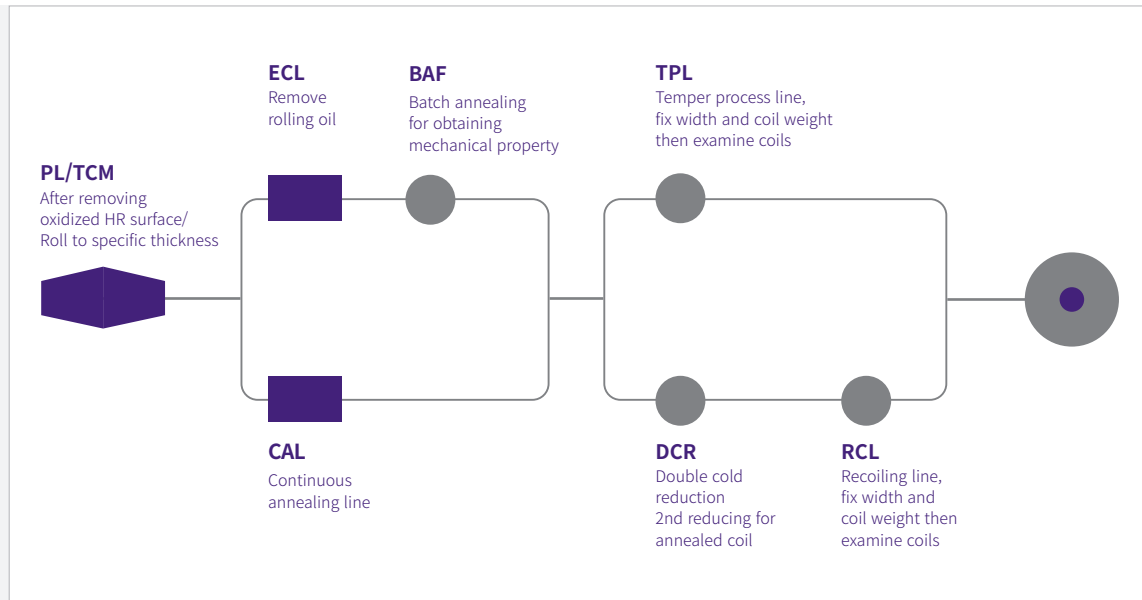 ECL
Remove
rolling oil
BAF
Batch annealing
for obtaining
mechanical property
TPL
Temper process line,
fix width and coil weight
then examine coils
PL/TCM
After removing
oxidized HR surface/
Roll to specific thickness
CAL
Continuous
annealing line
DCR
Double cold
reduction
2nd reducing for
annealed coil
RCL
Recoiling line,
fix width and
coil weight then
examine coils